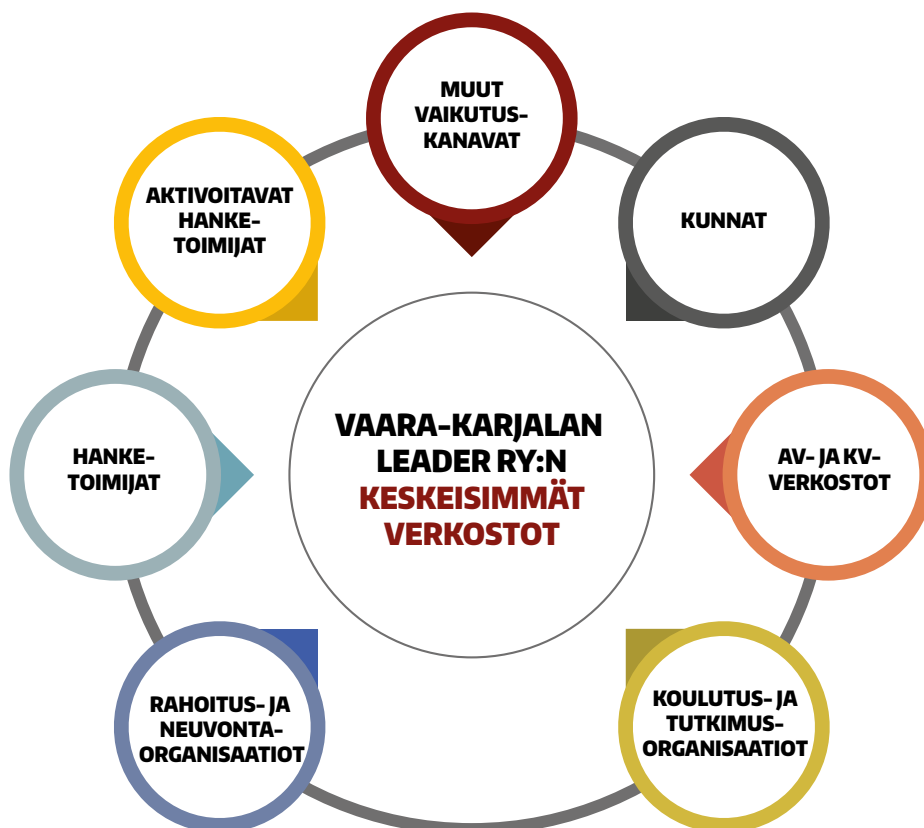 MUUT
VAIKUTUS-
KANAVAT
AKTIVOITAVAT
HANKE-
TOIMIJAT
KUNNAT
HANKE-
TOIMIJAT
VAARA-KARJALAN
LEADER RY:N
KESKEISIMMÄT
VERKOSTOT
AV- JA KV-
VERKOSTOT
RAHOITUS- JA
NEUVONTA-
ORGANISAATIOT
KOULUTUS- JA
TUTKIMUS-
ORGANISAATIOT